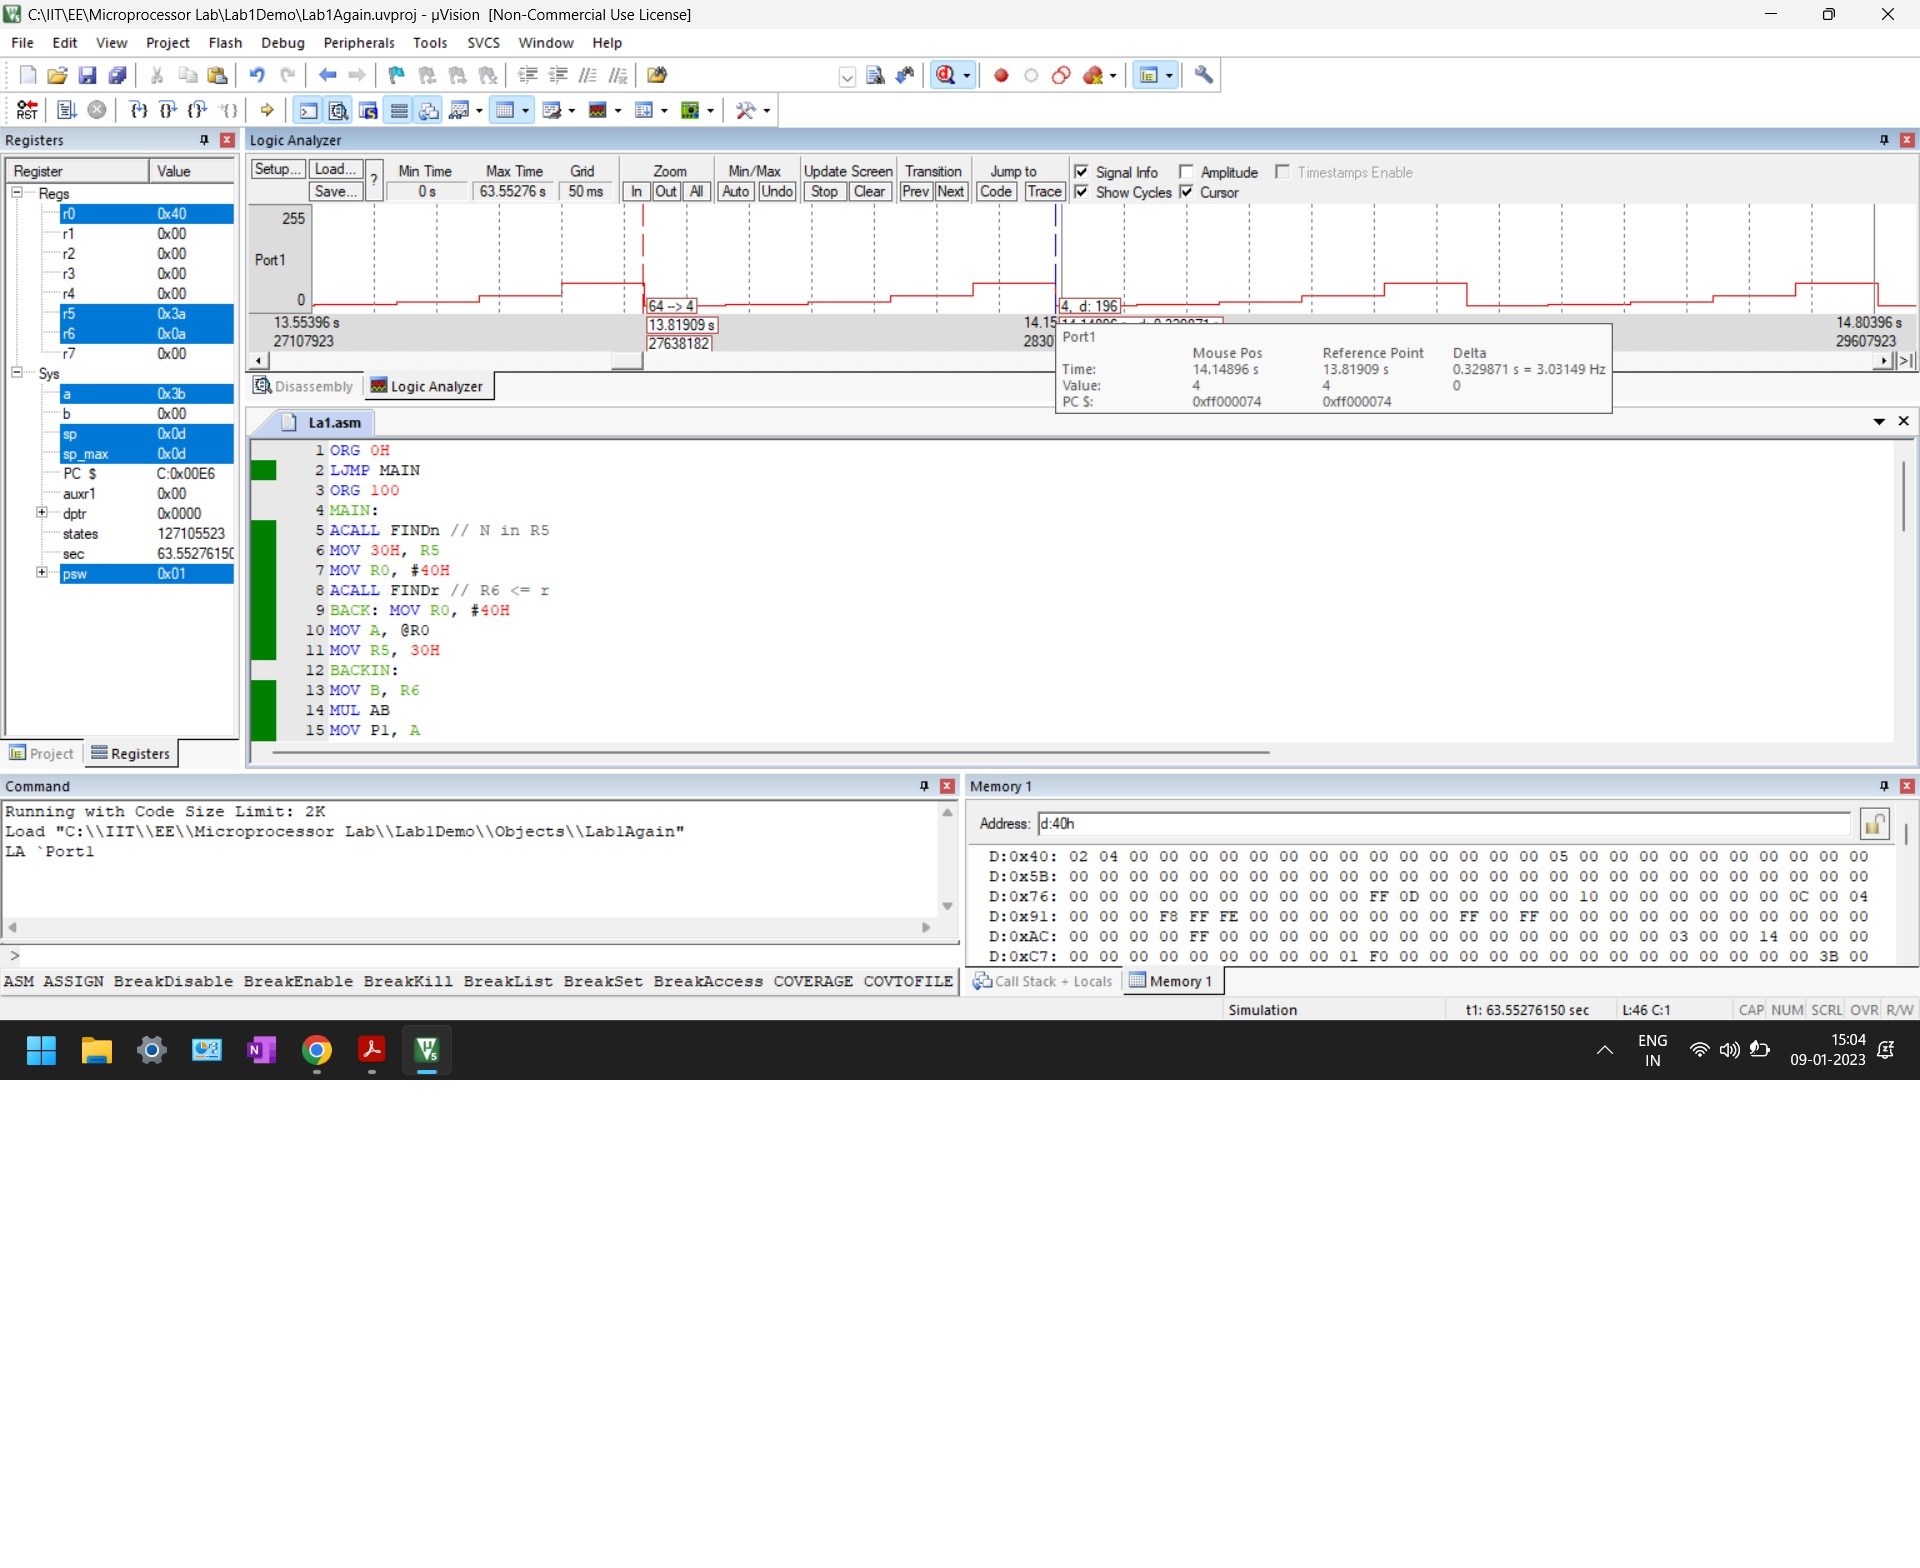 C:\IIT\EE\Microprocessor Lab\Lab1Demo\Lab1Again.uvproj - µVision [Non-Commercial Use License]
File Edit View Project Flash Debug Peripherals Tools SVCS Window Help
Registers
Register Value
Regs
r0 0x40
r1 0x00
r2 0x00
r3 0x00
r4 0x00
r5 0x3a
r6 0x0a
r7 0x00
Sys
a 0x3b
b 0x00
sp 0x0d
sp_max 0x0d
PC $ C:0x00E6
auxr1 0x00
dptr 0x0000
states 127105523
sec 63.55276150
psw 0x01
Project Registers
Logic Analyzer
Setup... Load... ? Min Time Max Time Grid Zoom Min/Max Update Screen Transition Jump to Signal Info Amplitude Timestamps Enable
Save... 0 s 63.55276 s 50 ms In Out All Auto Undo Stop Clear Prev Next Code Trace Show Cycles Cursor
255
Port1
0
64 --> 4 4, d: 196
13.55396 s 13.81909 s 14.15 14.80396 s
27107923 27638182 2830 29607923
Port1
Mouse Pos Reference Point Delta
Time: 14.14896 s 13.81909 s 0.329871 s = 3.03149 Hz
Value: 4 4 0
PC $: 0xff000074 0xff000074
Disassembly Logic Analyzer
La1.asm
1 ORG 0H
2 LJMP MAIN
3 ORG 100
4 MAIN:
5 ACALL FINDn // N in R5
6 MOV 30H, R5
7 MOV R0, #40H
8 ACALL FINDr // R6 <= r
9 BACK: MOV R0, #40H
10 MOV A, @R0
11 MOV R5, 30H
12 BACKIN:
13 MOV B, R6
14 MUL AB
15 MOV P1, A
Command
Running with Code Size Limit: 2K
Load "C:\\IIT\\EE\\Microprocessor Lab\\Lab1Demo\\Objects\\Lab1Again"
LA `Port1
>
ASM ASSIGN BreakDisable BreakEnable BreakKill BreakList BreakSet BreakAccess COVERAGE COVTOFILE
Memory 1
Address: d:40h
D:0x40: 02 04 00 00 00 00 00 00 00 00 00 00 00 00 00 00 05 00 00 00 00 00 00 00 00 00 00
D:0x5B: 00 00 00 00 00 00 00 00 00 00 00 00 00 00 00 00 00 00 00 00 00 00 00 00 00 00 00
D:0x76: 00 00 00 00 00 00 00 00 00 00 FF 0D 00 00 00 00 00 10 00 00 00 00 00 00 0C 00 04
D:0x91: 00 00 00 F8 FF FE 00 00 00 00 00 00 00 FF 00 FF 00 00 00 00 00 00 00 00 00 00 00
D:0xAC: 00 00 00 00 FF 00 00 00 00 00 00 00 00 00 00 00 00 00 00 00 03 00 00 14 00 00 00
D:0xC7: 00 00 00 00 00 00 00 00 00 01 F0 00 00 00 00 00 00 00 00 00 00 00 00 00 00 3B 00
Call Stack + Locals Memory 1
Simulation t1: 63.55276150 sec L:46 C:1 CAP NUM SCRL OVR R/W
ENG
IN
15:04
09-01-2023